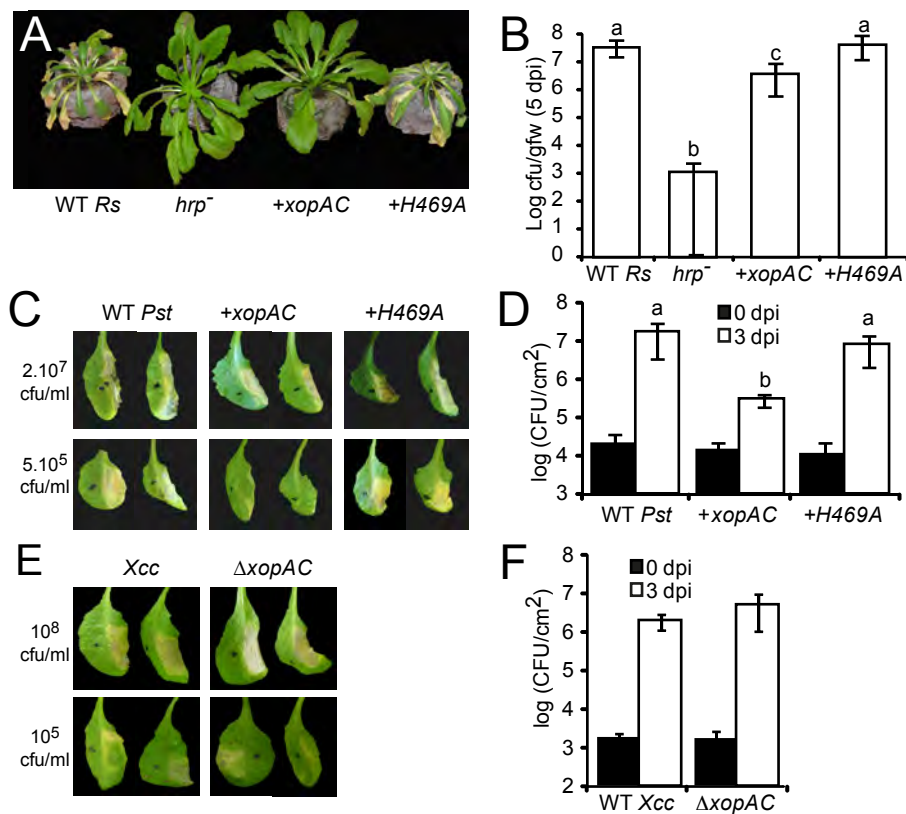 A
WT Rs hrp- +xopAC +H469A
B
Log cfu/gfw (5 dpi)
8
7
6
5
4
3
2
1
0
a
b
c
a
WT Rs hrp- +xopAC +H469A
C
WT Pst +xopAC +H469A
2.10⁷
cfu/ml
5.10⁵
cfu/ml
D
log (CFU/cm²)
8
7
6
5
4
3
0 dpi
3 dpi
a
b
a
WT Pst +xopAC +H469A
E
Xcc ΔxopAC
10⁸
cfu/ml
10⁵
cfu/ml
F
log (CFU/cm²)
8
7
6
5
4
3
2
0 dpi
3 dpi
WT Xcc ΔxopAC